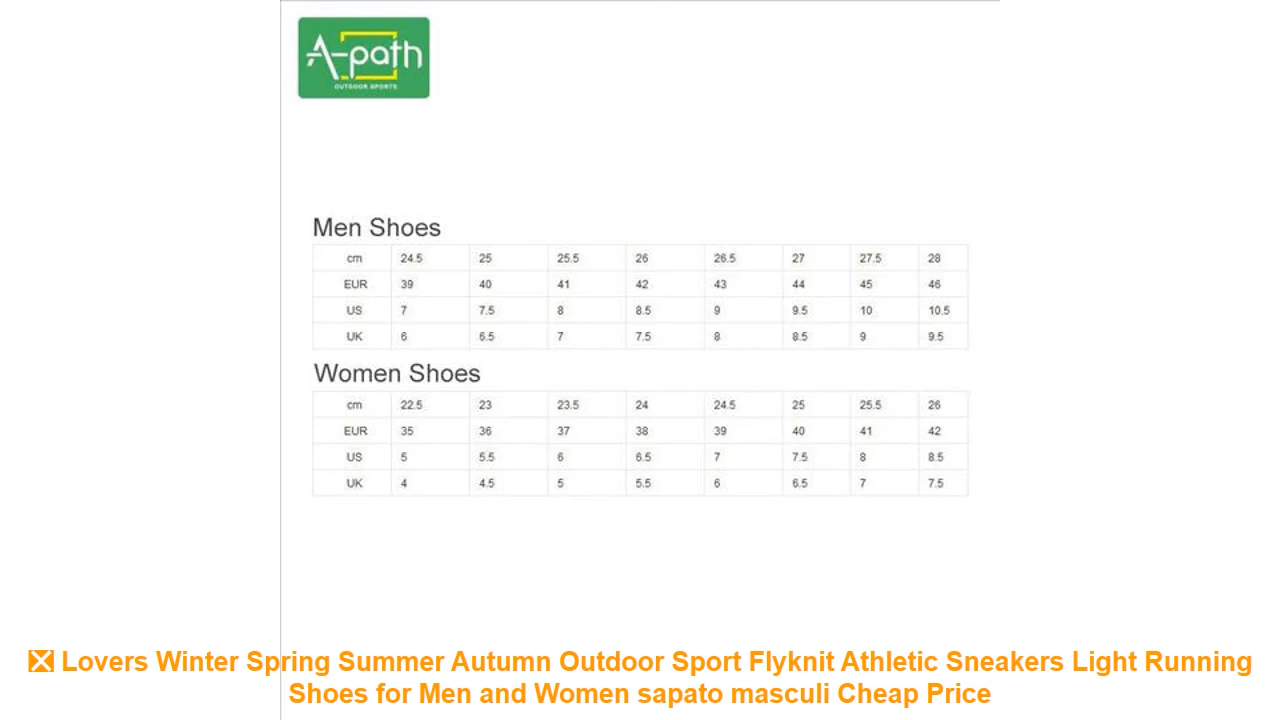 A-path
OUTDOOR SPORTS
Men Shoes
cm 24.5 25 25.5 26 26.5 27 27.5 28
EUR 39 40 41 42 43 44 45 46
US 7 7.5 8 8.5 9 9.5 10 10.5
UK 6 6.5 7 7.5 8 8.5 9 9.5
Women Shoes
cm 22.5 23 23.5 24 24.5 25 25.5 26
EUR 35 36 37 38 39 40 41 42
US 5 5.5 6 6.5 7 7.5 8 8.5
UK 4 4.5 5 5.5 6 6.5 7 7.5
❎ Lovers Winter Spring Summer Autumn Outdoor Sport Flyknit Athletic Sneakers Light Running
Shoes for Men and Women sapato masculi Cheap Price